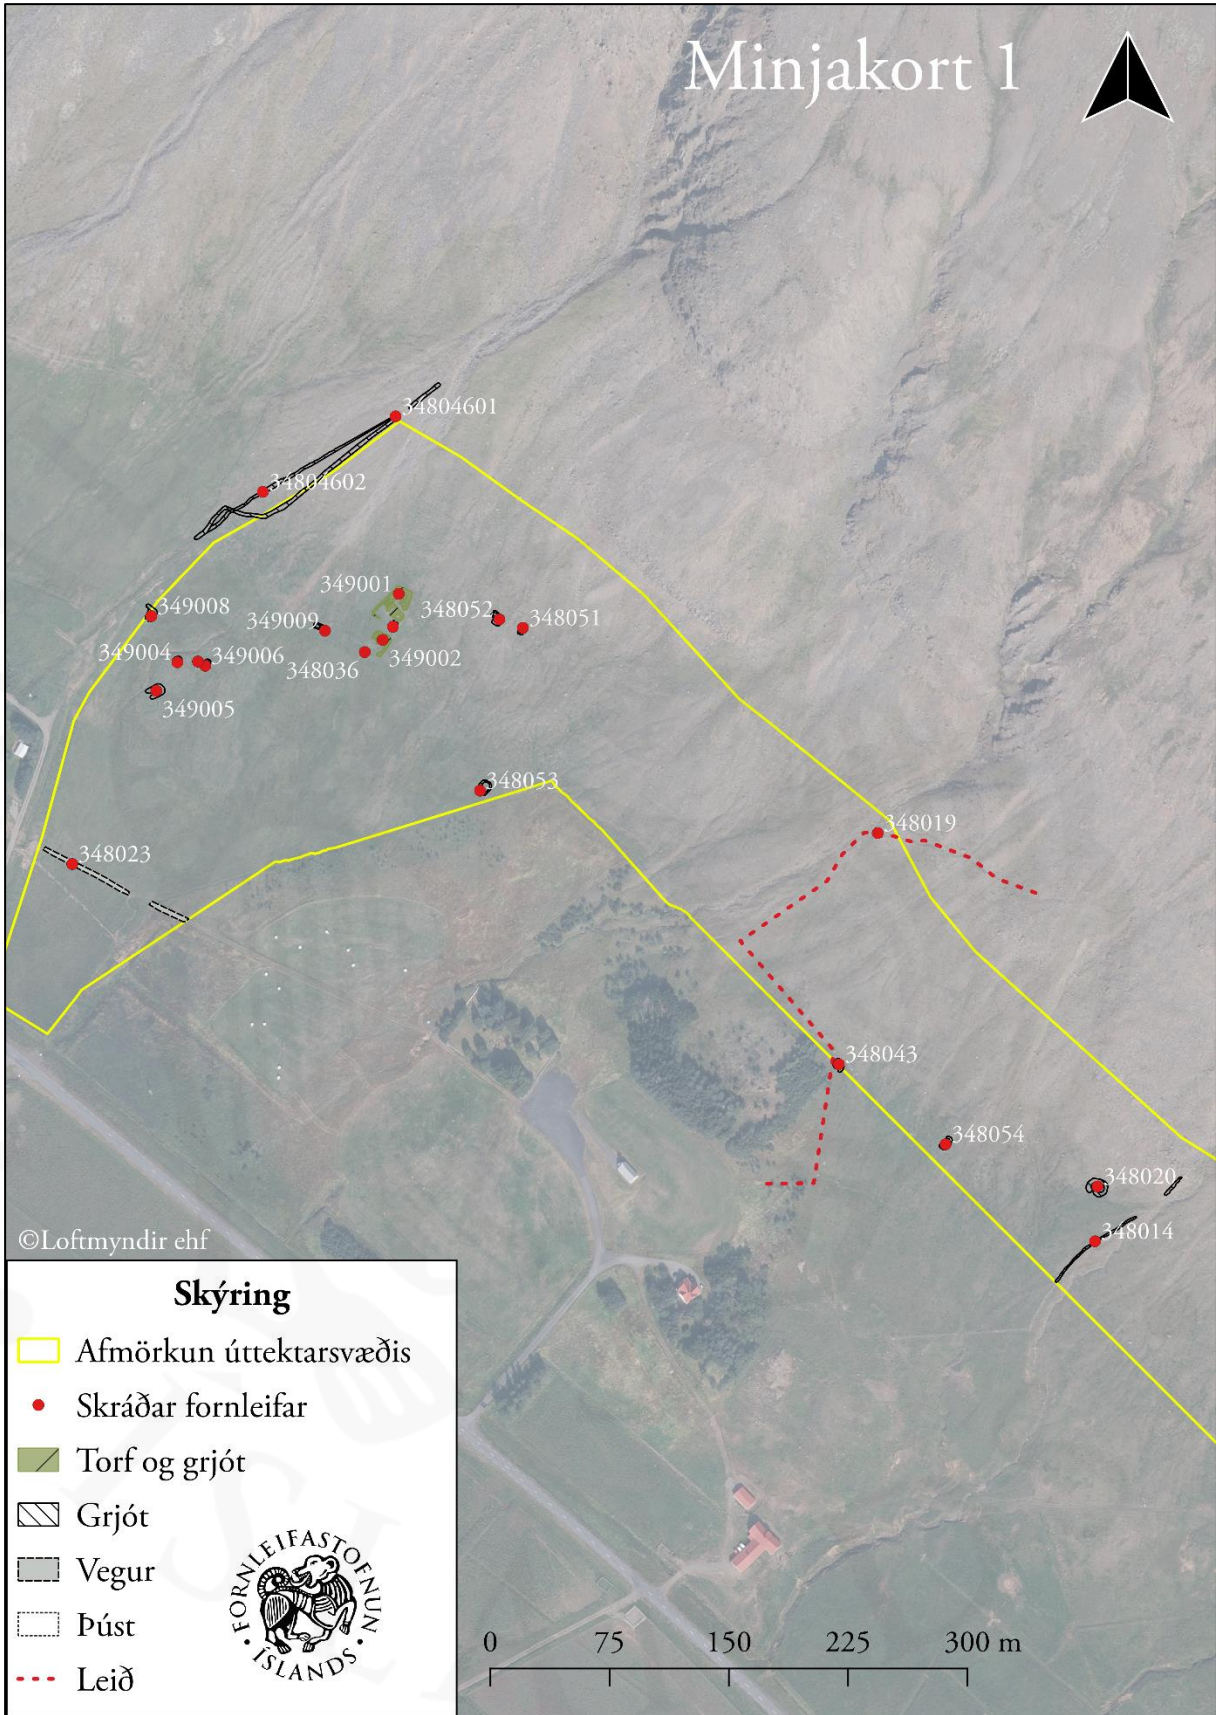 Minjakort 1
34804601
34804602
349001
349008
348052
348051
349009
349004
349006
348036
349002
349005
348053
348019
348023
348043
348054
348020
348014
©Loftmyndir ehf
Skýring
Afmörkun úttektarsvæðis
Skráðar fornleifar
Torf og grjót
Grjót
Vegur
Þúst
Leið
FORNLEIFASTOFNUN · ÍSLANDS ·
0 75 150 225 300 m